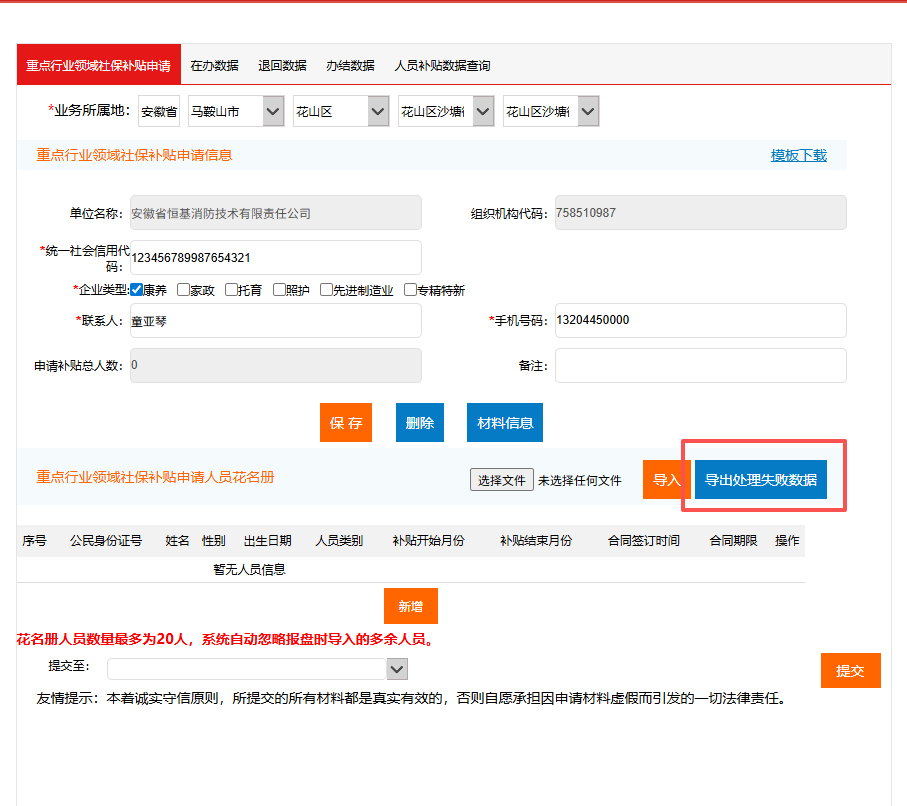 重点行业领域社保补贴申请 在办数据 退回数据 办结数据 人员补贴数据查询
*业务所属地： 安徽省 马鞍山市 花山区 花山区沙塘 花山区沙塘
重点行业领域社保补贴申请信息 模板下载
单位名称： 安徽省恒基消防技术有限责任公司 组织机构代码： 758510987
*统一社会信用代码： 123456789987654321
*企业类型: 康养 家政 托育 照护 先进制造业 专精特新
*联系人： 童亚琴 *手机号码： 13204450000
申请补贴总人数： 0 备注：
保 存 删除 材料信息
重点行业领域社保补贴申请人员花名册 选择文件 未选择任何文件 导入 导出处理失败数据
序号 公民身份证号 姓名 性别 出生日期 人员类别 补贴开始月份 补贴结束月份 合同签订时间 合同期限 操作
暂无人员信息
新增
花名册人员数量最多为20人，系统自动忽略报盘时导入的多余人员。
提交至： 提交
友情提示：本着诚实守信原则，所提交的所有材料都是真实有效的，否则自愿承担因申请材料虚假而引发的一切法律责任。